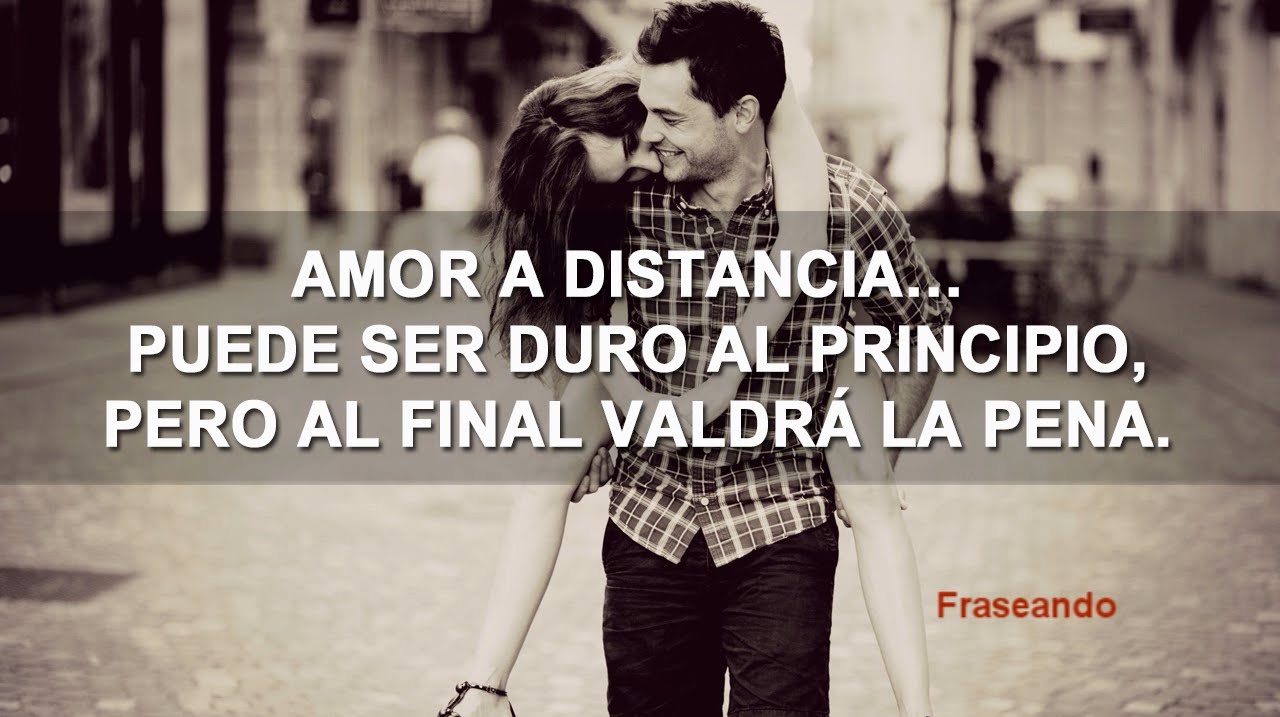 AMOR A DISTANCIA...
PUEDE SER DURO AL PRINCIPIO,
PERO AL FINAL VALDRÁ LA PENA.
Fraseando